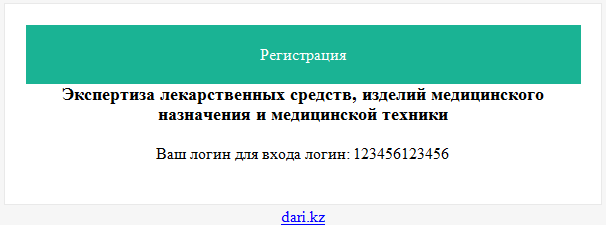 Регистрация
Экспертиза лекарственных средств, изделий медицинского
назначения и медицинской техники
Ваш логин для входа логин: 123456123456
dari.kz